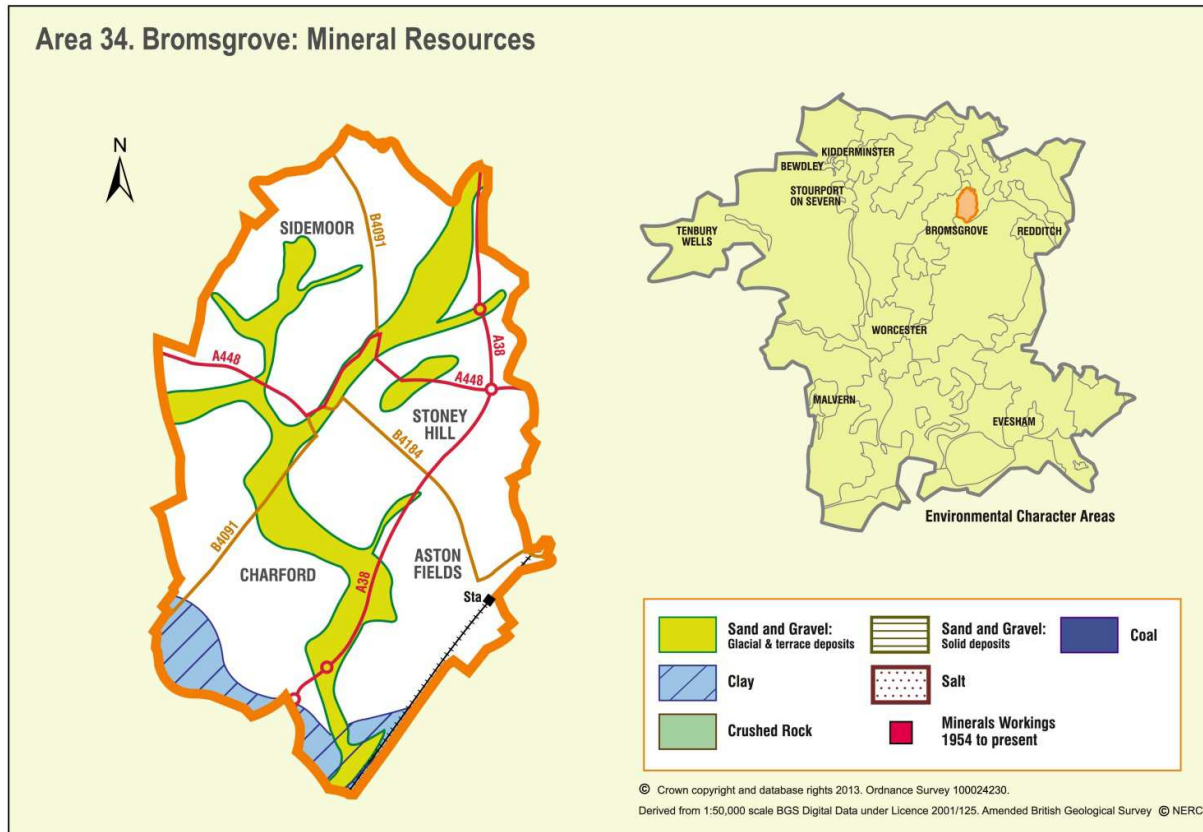 Area 34. Bromsgrove: Mineral Resources
N
SIDEMOOR
B4091
A448
A38
A448
STONEY
HILL
B4184
B4091
CHARFORD
A38
ASTON
FIELDS
Sta.
KIDDERMINSTER
BEWDLEY
STOURPORT
ON SEVERN
TENBURY
WELLS
BROMSGROVE
REDDITCH
WORCESTER
MALVERN
EVESHAM
Environmental Character Areas
Sand and Gravel:
Glacial & terrace deposits
Sand and Gravel:
Solid deposits
Coal
Clay
Salt
Crushed Rock
Minerals Workings
1954 to present
© Crown copyright and database rights 2013. Ordnance Survey 100024230.
Derived from 1:50,000 scale BGS Digital Data under Licence 2001/125. Amended British Geological Survey © NERC